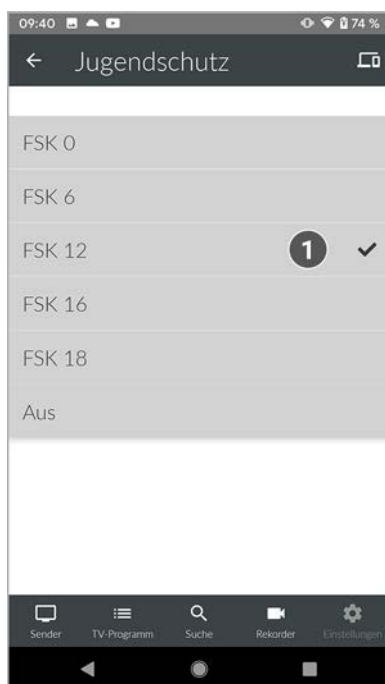 09:40 74 %
Jugendschutz
FSK 0
FSK 6
FSK 12 1
FSK 16
FSK 18
Aus
Sender TV-Programm Suche Rekorder Einstellungen